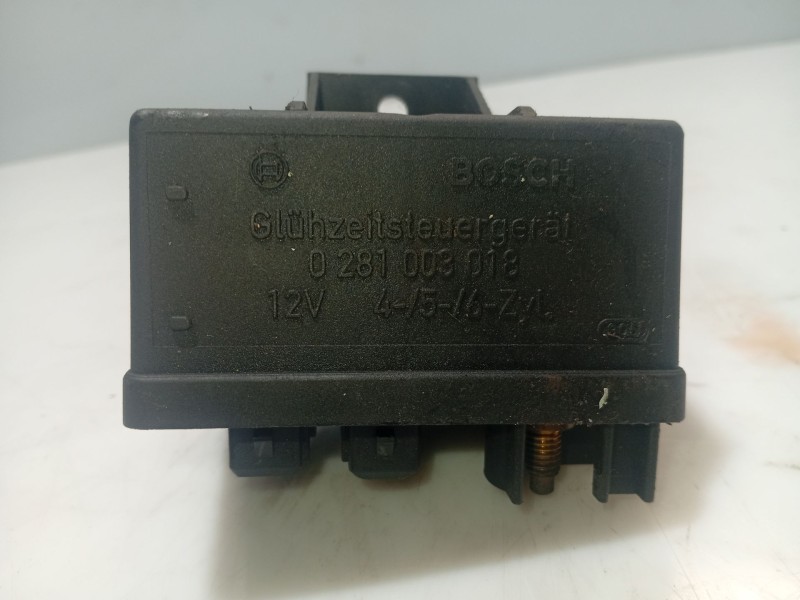 BOSCH
Glühzeitsteuergerät
0 281 003 018
12V 4-/5-/6-Zyl.